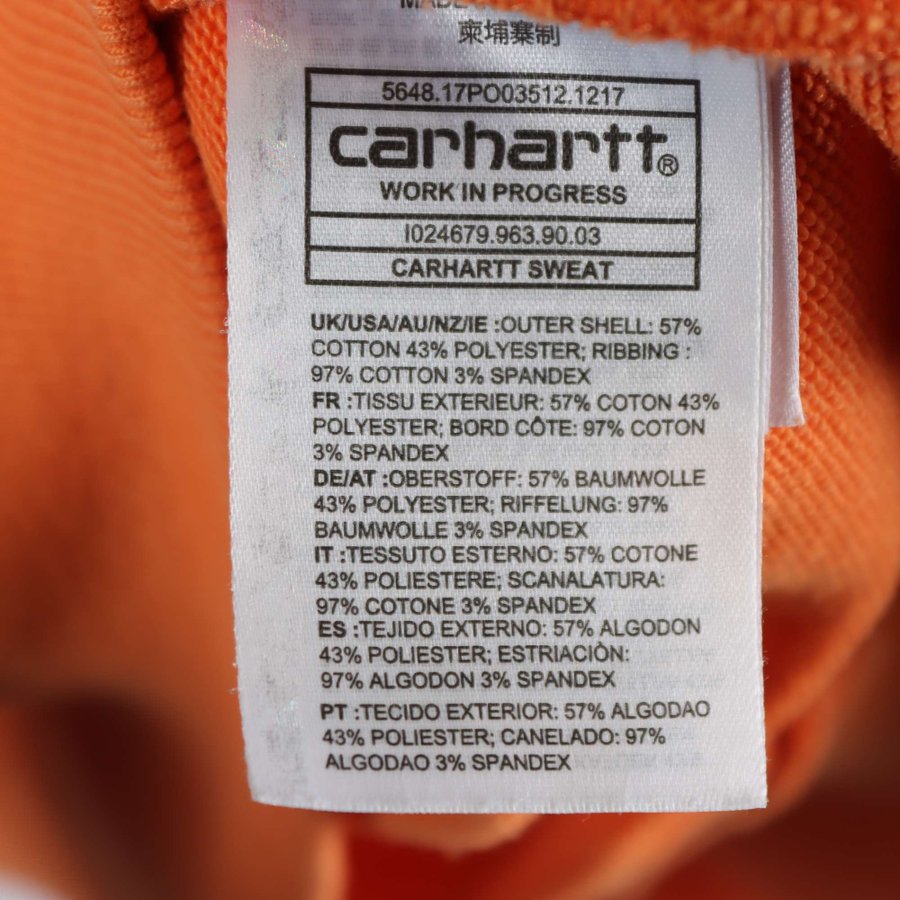 MADE
柬埔寨制
5648.17PO03512.1217
carhartt®
WORK IN PROGRESS
I024679.963.90.03
CARHARTT SWEAT
UK/USA/AU/NZ/IE :OUTER SHELL: 57%
COTTON 43% POLYESTER; RIBBING :
97% COTTON 3% SPANDEX
FR :TISSU EXTERIEUR: 57% COTON 43%
POLYESTER; BORD CÔTE: 97% COTON
3% SPANDEX
DE/AT :OBERSTOFF: 57% BAUMWOLLE
43% POLYESTER; RIFFELUNG: 97%
BAUMWOLLE 3% SPANDEX
IT :TESSUTO ESTERNO: 57% COTONE
43% POLIESTERE; SCANALATURA:
97% COTONE 3% SPANDEX
ES :TEJIDO EXTERNO: 57% ALGODON
43% POLIESTER; ESTRIACIÒN:
97% ALGODON 3% SPANDEX
PT :TECIDO EXTERIOR: 57% ALGODAO
43% POLIESTER; CANELADO: 97%
ALGODAO 3% SPANDEX